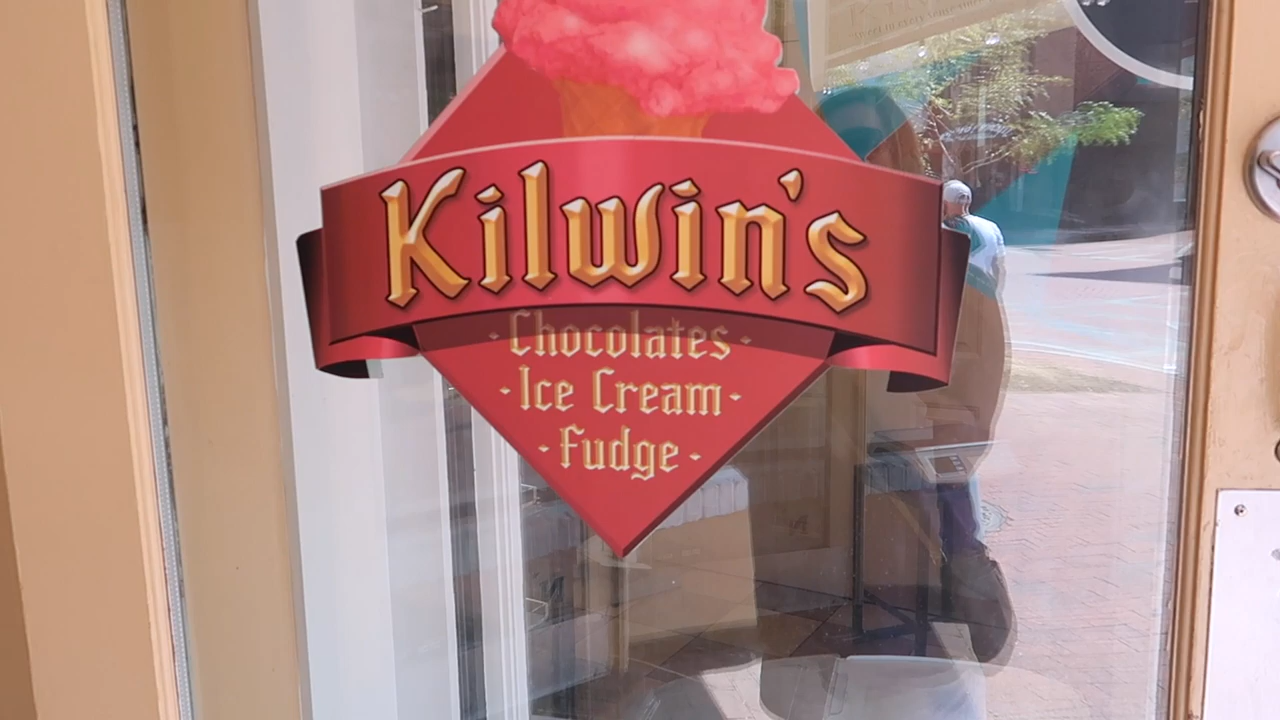 Kilwin's
· Chocolates ·
· Ice Cream ·
· Fudge ·